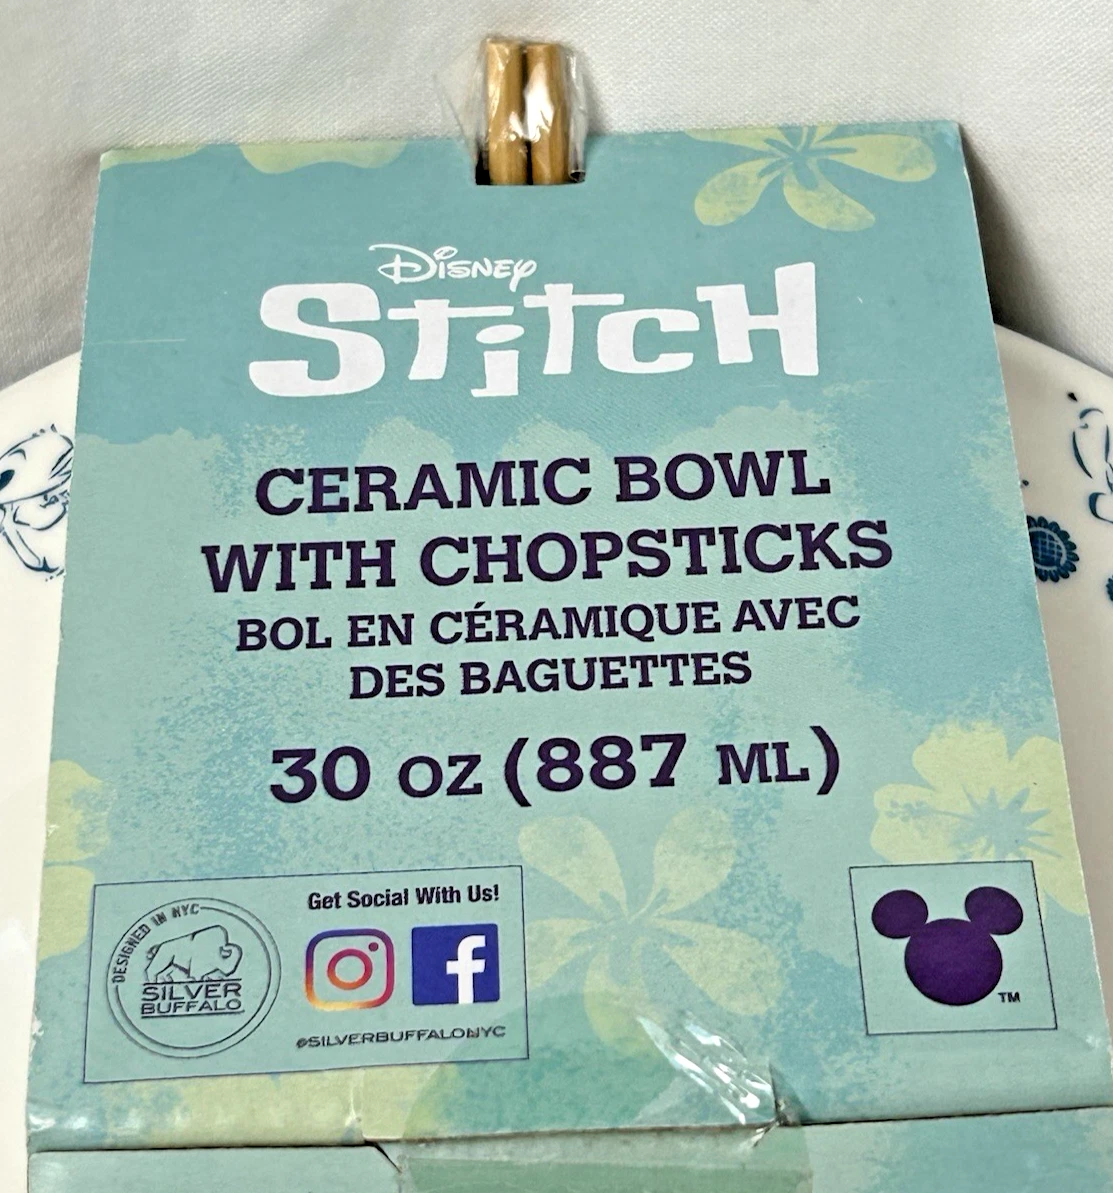 Disney
Stitch
CERAMIC BOWL
WITH CHOPSTICKS
BOL EN CÉRAMIQUE AVEC
DES BAGUETTES
30 oz (887 ML)
Get Social With Us!
DESIGNED IN NYC
SILVER
BUFFALO
@SILVERBUFFALONYC
TM